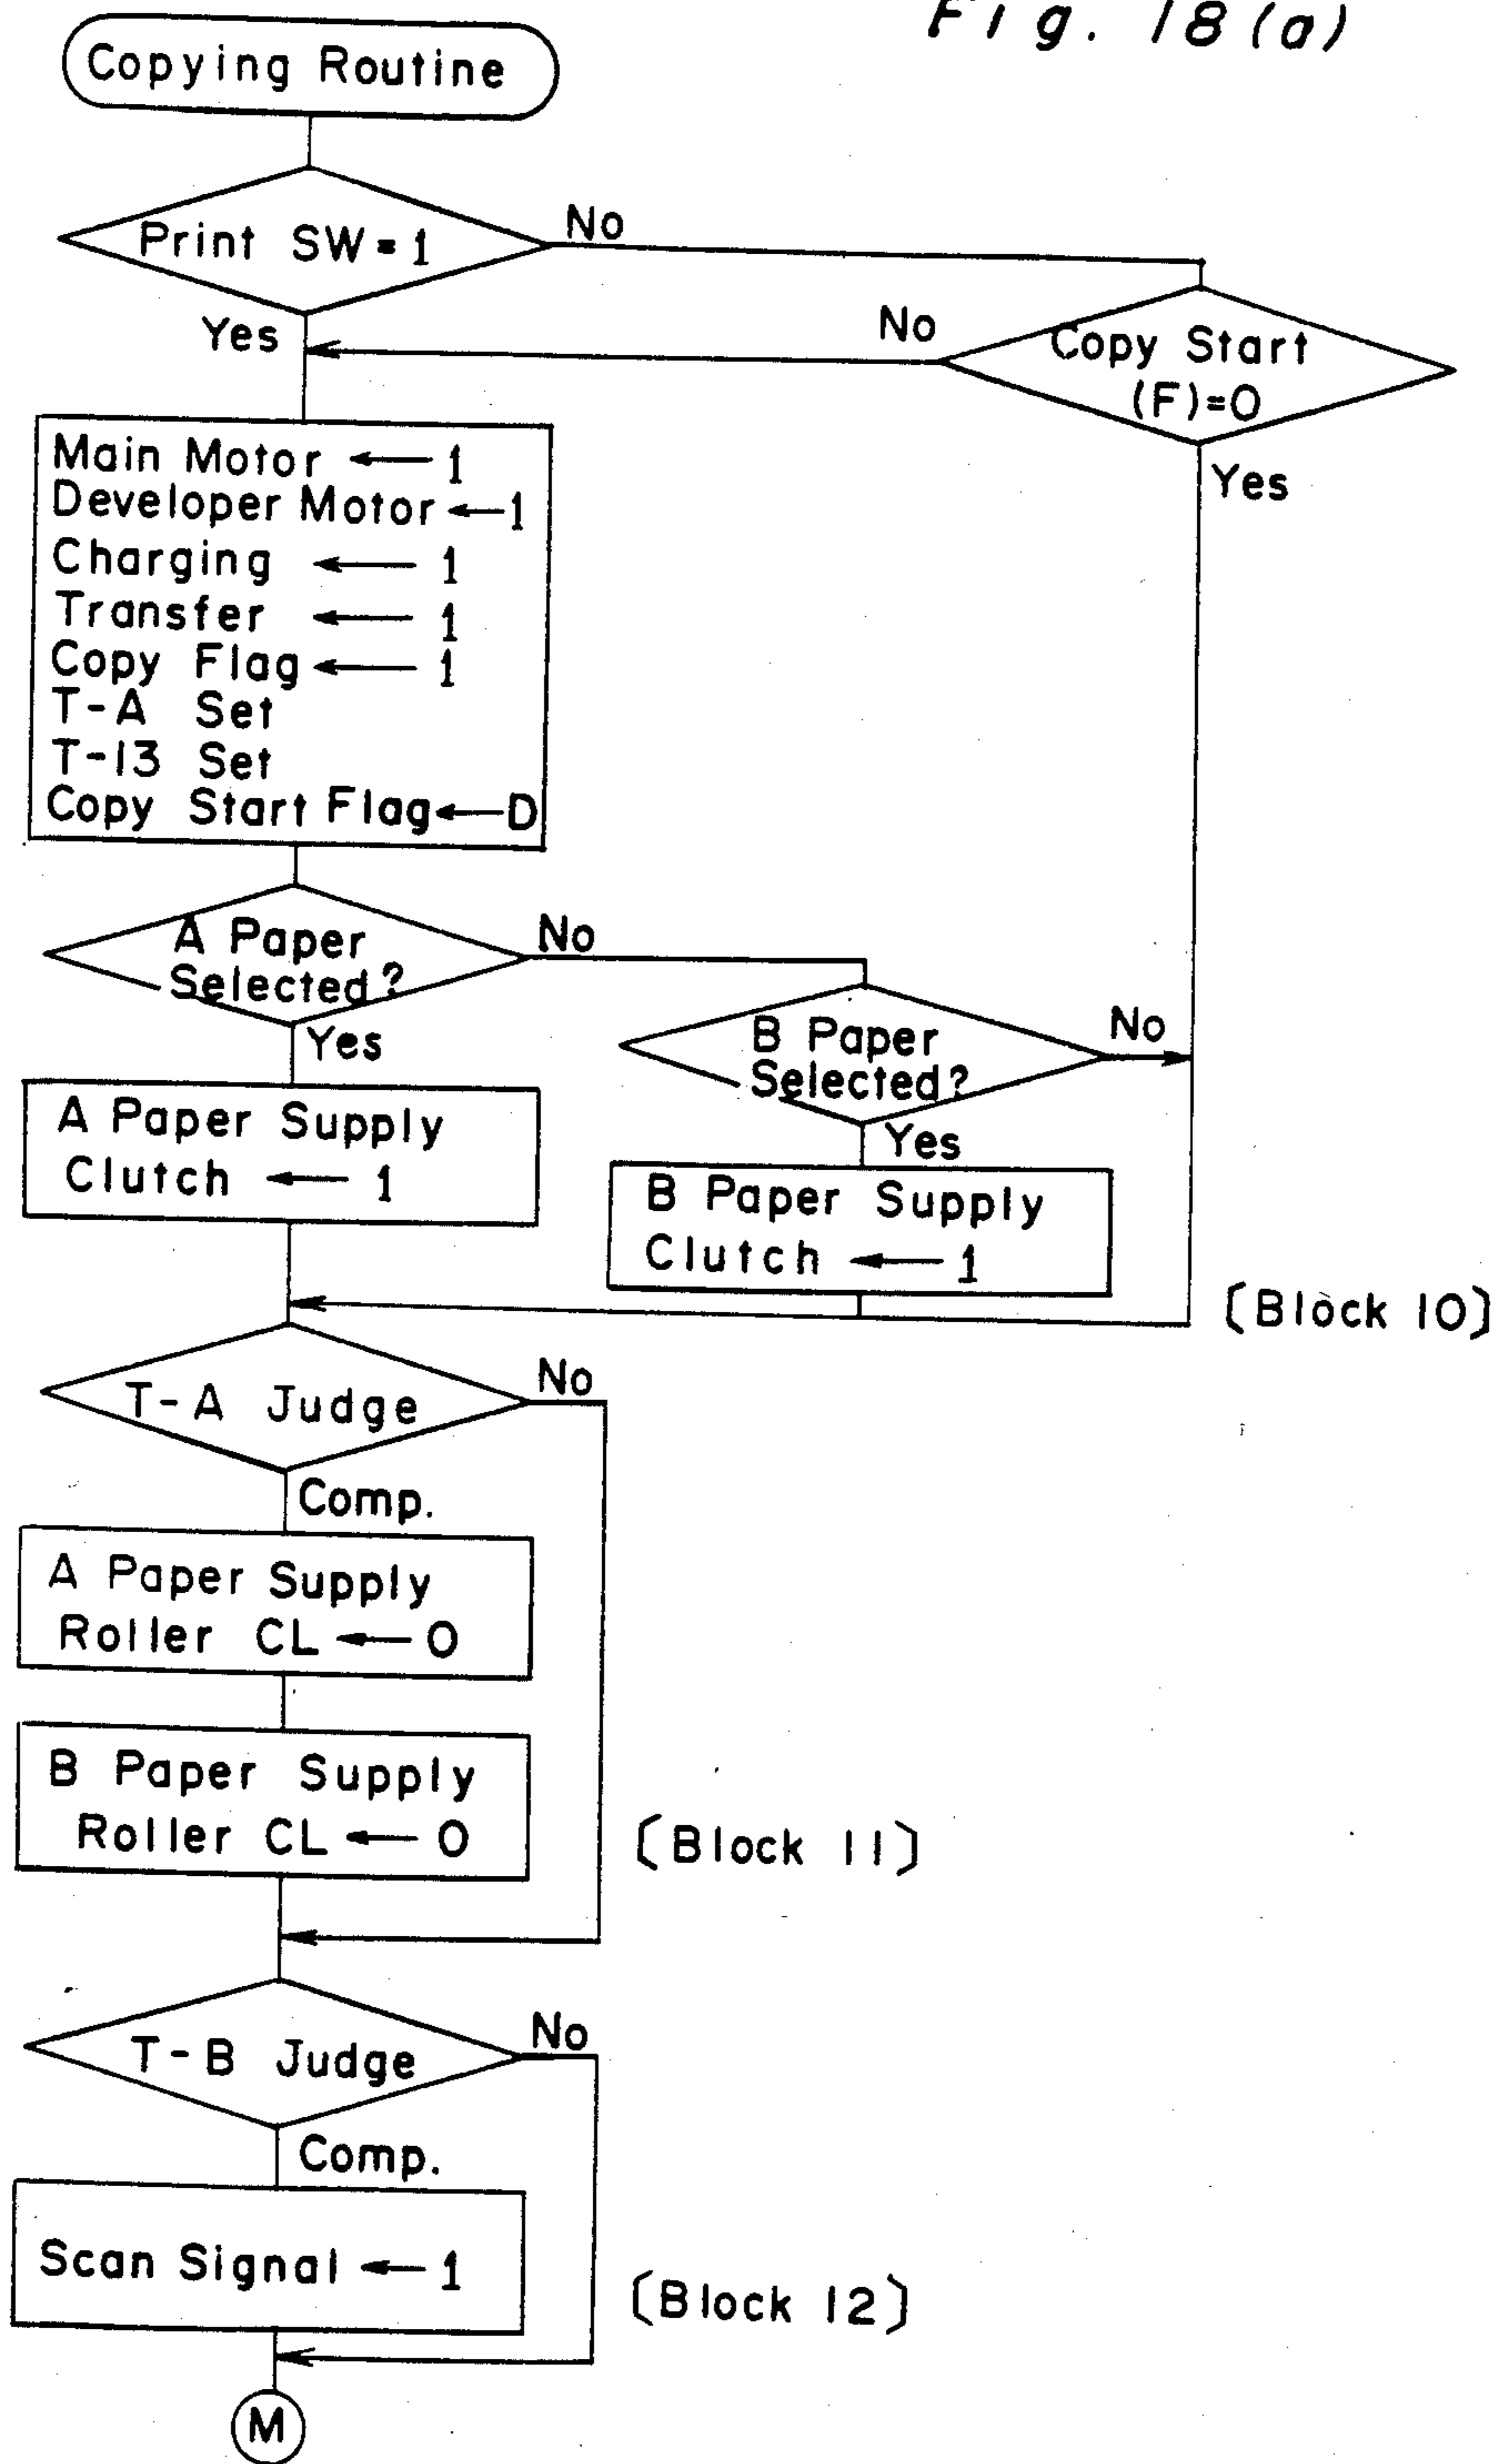 Fig. 18(a)
Copying Routine
Print SW=1
No
Yes
No
Copy Start
(F)=0
Yes
Main Motor ← 1
Developer Motor ← 1
Charging ← 1
Transfer ← 1
Copy Flag ← 1
T-A Set
T-13 Set
Copy Start Flag ← D
A Paper
Selected?
No
Yes
B Paper
Selected?
No
Yes
A Paper Supply
Clutch ← 1
B Paper Supply
Clutch ← 1
(Block 10)
T-A Judge
No
Comp.
A Paper Supply
Roller CL ← 0
B Paper Supply
Roller CL ← 0
(Block 11)
T-B Judge
No
Comp.
Scan Signal ← 1
(Block 12)
M